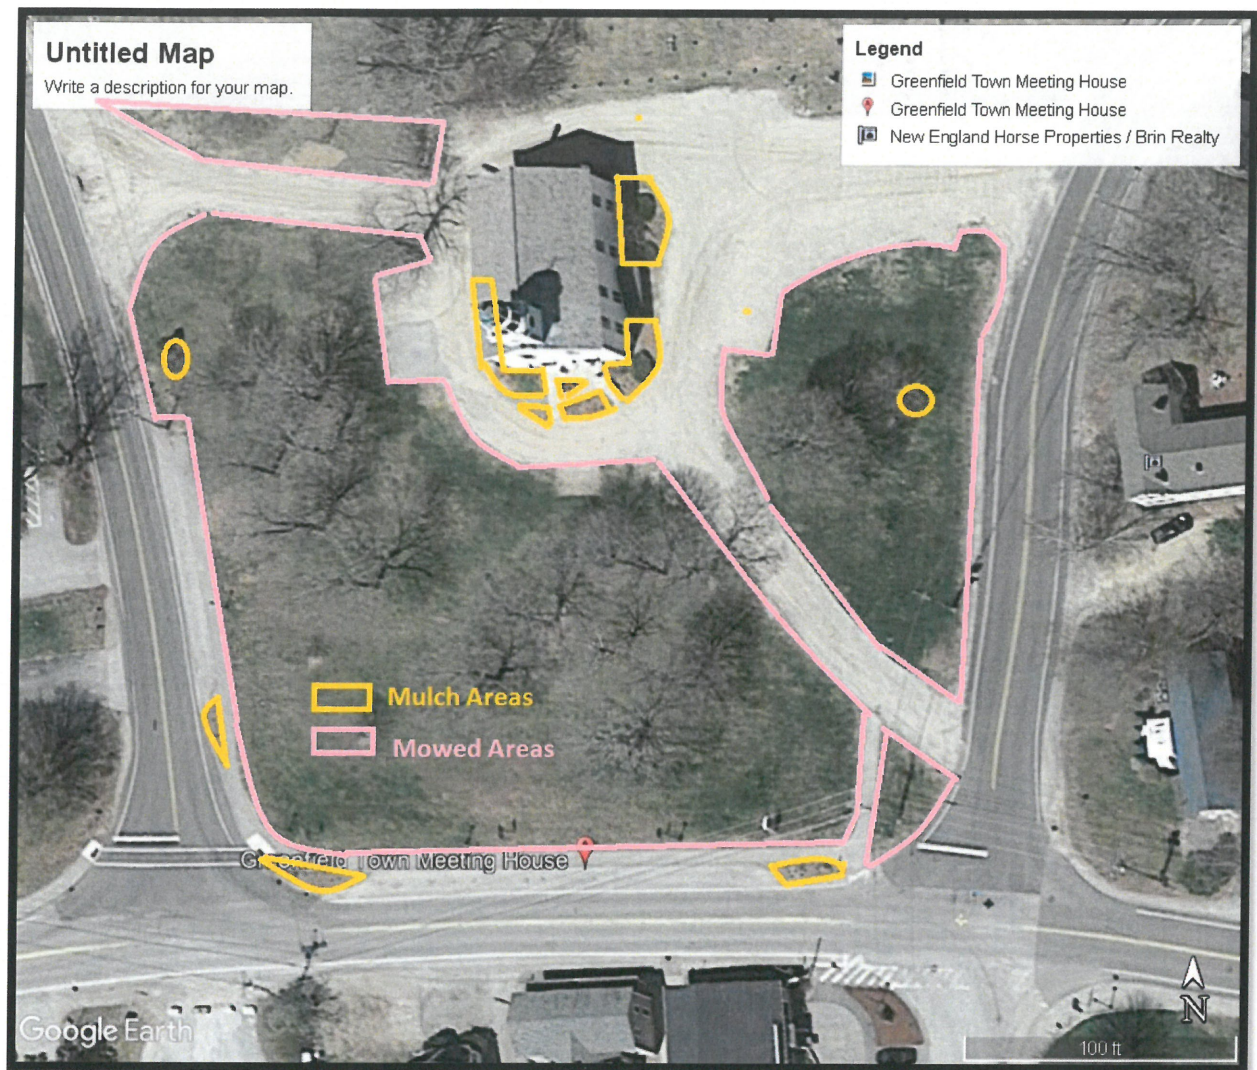 Untitled Map
Write a description for your map.
Legend
Greenfield Town Meeting House
Greenfield Town Meeting House
New England Horse Properties / Brin Realty
Mulch Areas
Mowed Areas
Greenfield Town Meeting House
N
Google Earth
100 ft